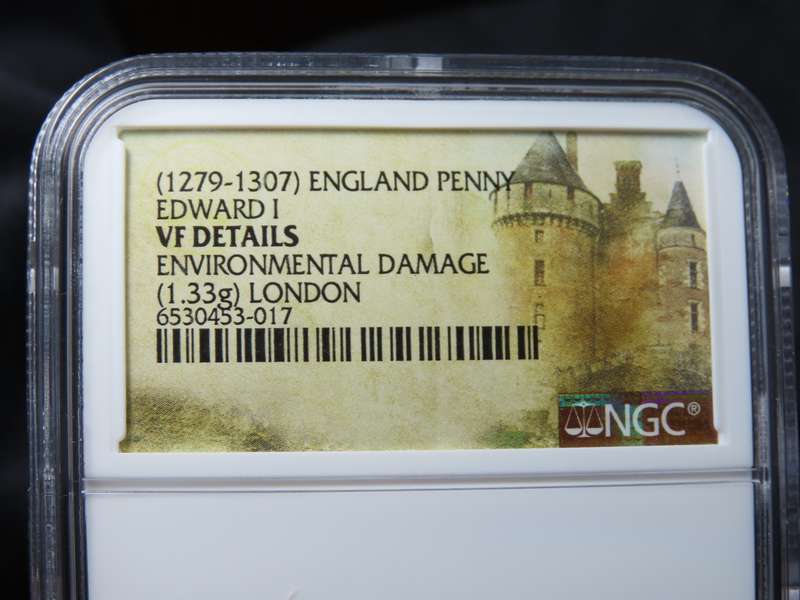 (1279-1307) ENGLAND PENNY
EDWARD I
VF DETAILS
ENVIRONMENTAL DAMAGE
(1.33g) LONDON
6530453-017
NGC®